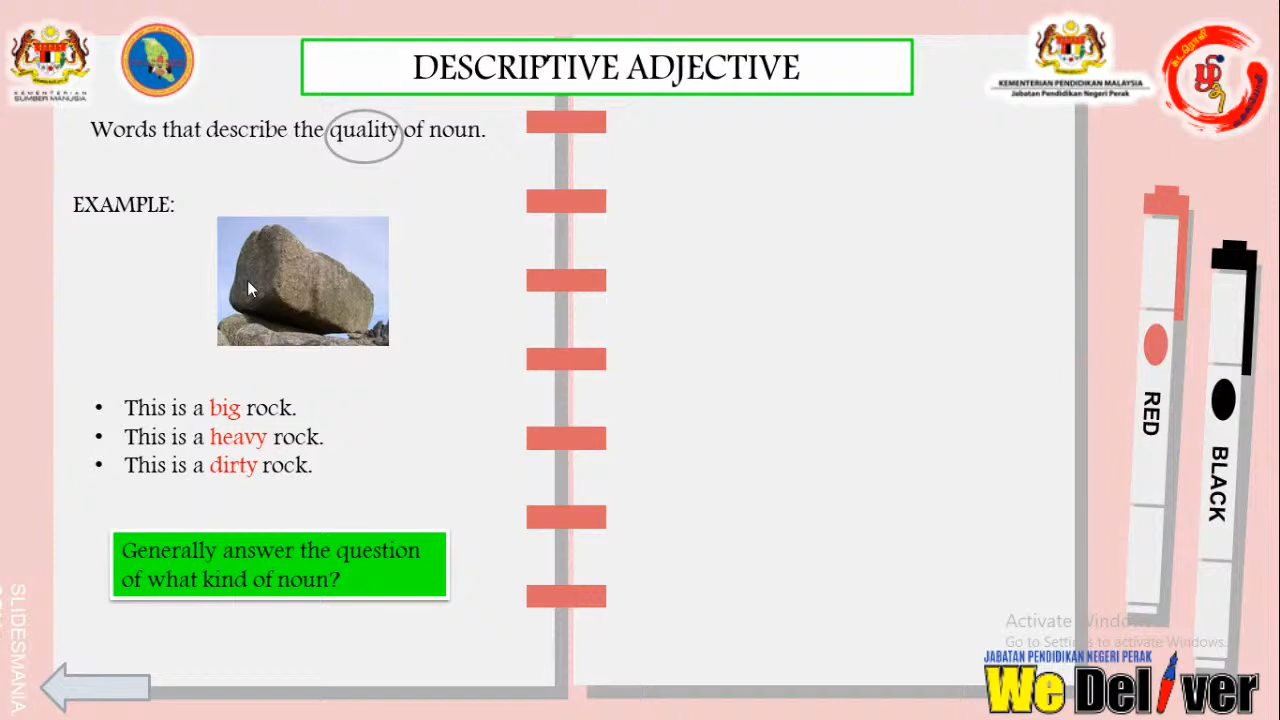 DESCRIPTIVE ADJECTIVE
KEMENTERIAN
SUMBER MANUSIA
KEMENTERIAN PENDIDIKAN MALAYSIA
Jabatan Pendidikan Negeri Perak
Words that describe the quality of noun.
EXAMPLE:
• This is a big rock.
• This is a heavy rock.
• This is a dirty rock.
Generally answer the question
of what kind of noun?
RED
BLACK
SLIDESMANIA.
Activate Windows
Go to Settings to activate Windows.
JABATAN PENDIDIKAN NEGERI PERAK
We Deliver